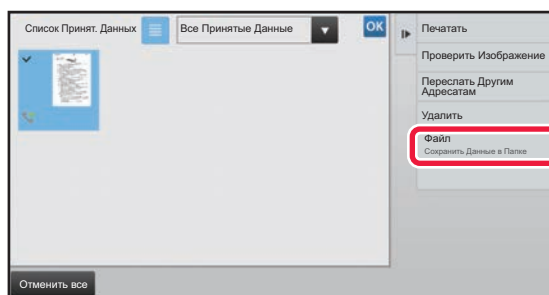 Список Принят. Данных
Все Принятые Данные
OK
Печатать
Проверить Изображение
Переслать Другим
Адресатам
Удалить
Файл
Сохранить Данные в Папке
Отменить все